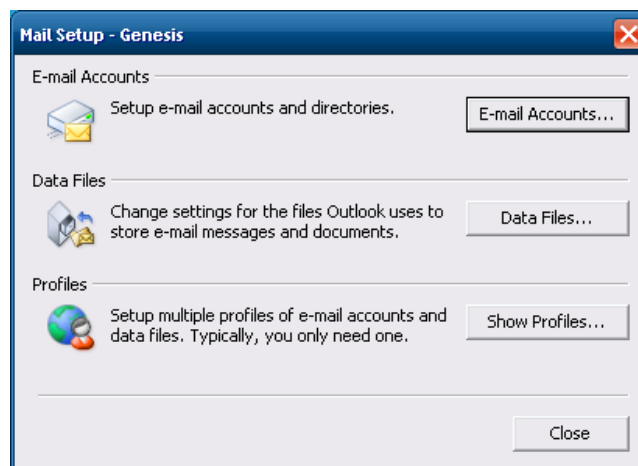 Mail Setup - Genesis
E-mail Accounts
Setup e-mail accounts and directories.
E-mail Accounts...
Data Files
Change settings for the files Outlook uses to
store e-mail messages and documents.
Data Files...
Profiles
Setup multiple profiles of e-mail accounts and
data files. Typically, you only need one.
Show Profiles...
Close